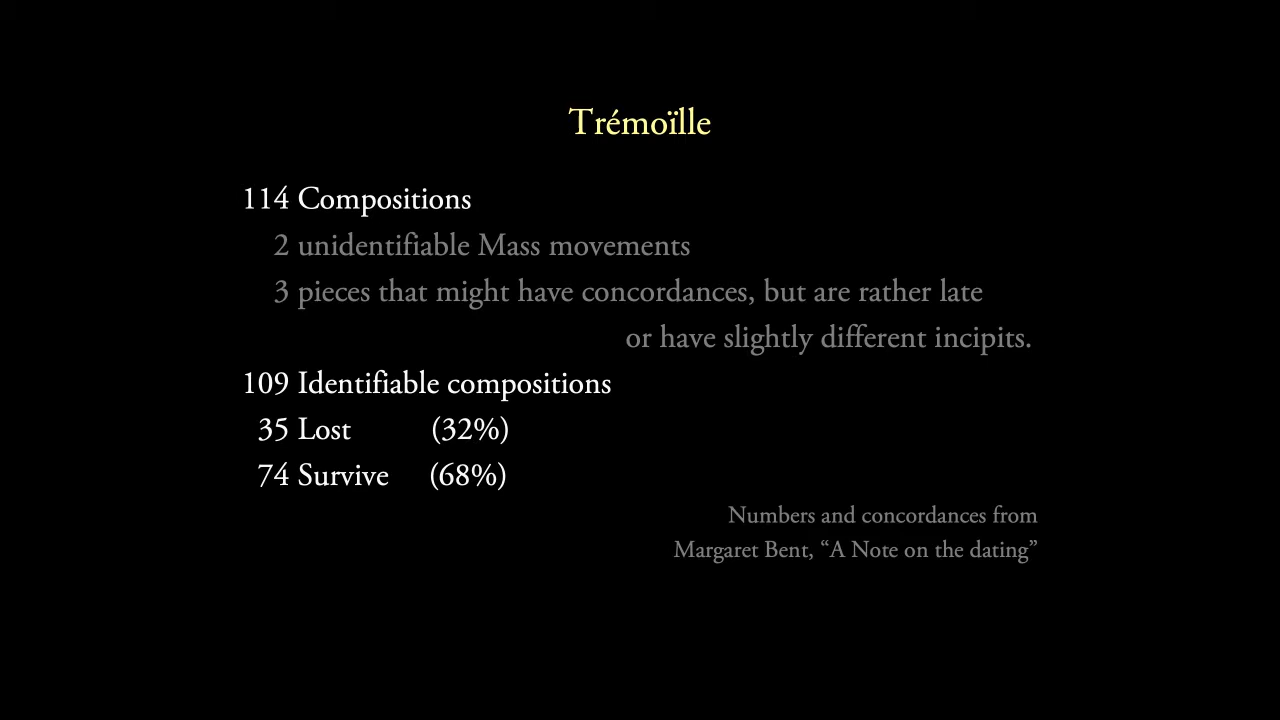 Trémoïlle
114 Compositions
2 unidentifiable Mass movements
3 pieces that might have concordances, but are rather late
or have slightly different incipits.
109 Identifiable compositions
35 Lost (32%)
74 Survive (68%)
Numbers and concordances from
Margaret Bent, “A Note on the dating”